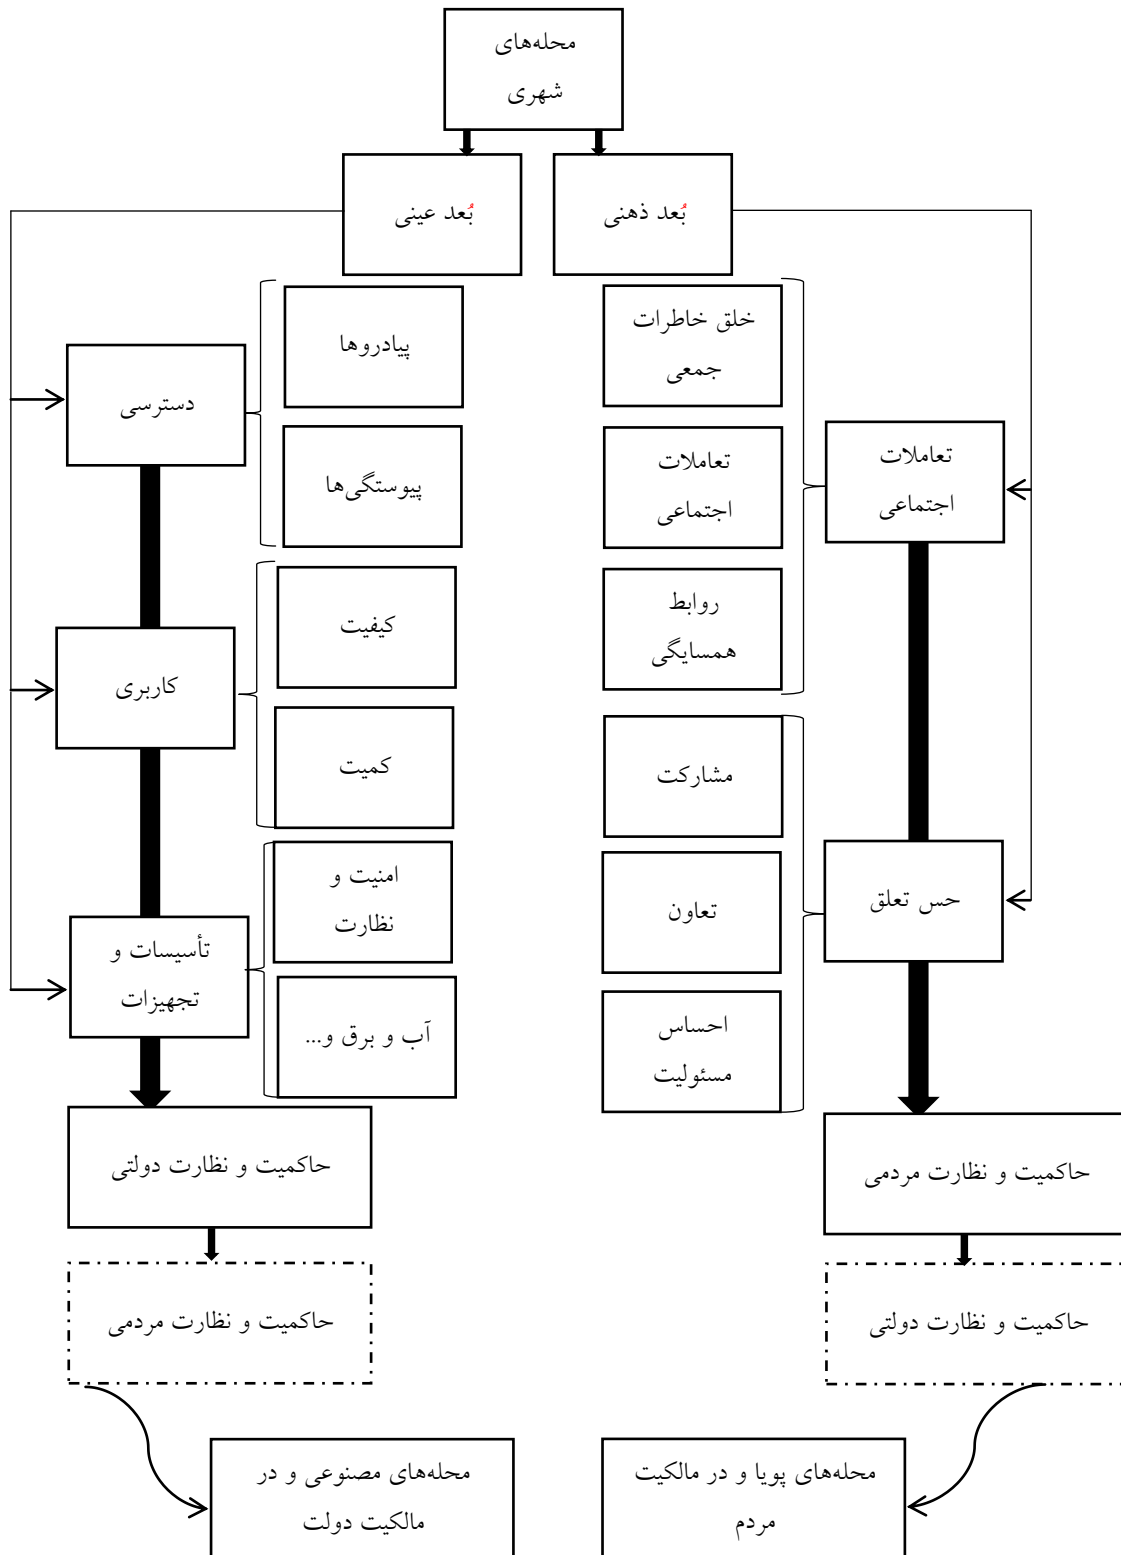 محله‌های
شهری
بُعد ذهنی
بُعد عینی
خلق خاطرات
جمعی
تعاملات
اجتماعی
روابط
همسایگی
تعاملات
اجتماعی
مشارکت
تعاون
احساس
مسئولیت
حس تعلق
حاکمیت و نظارت مردمی
حاکمیت و نظارت دولتی
محله‌های پویا و در مالکیت
مردم
پیادروها
پیوستگی‌ها
دسترسی
کیفیت
کمیت
کاربری
امنیت و
نظارت
آب و برق و...
تأسیسات و
تجهیزات
حاکمیت و نظارت دولتی
حاکمیت و نظارت مردمی
محله‌های مصنوعی و در
مالکیت دولت